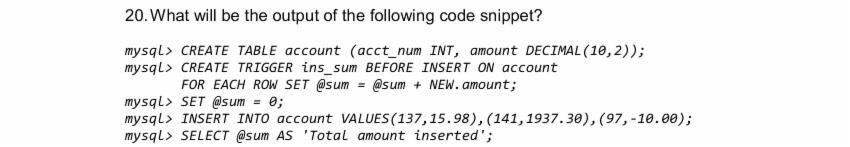 20. What will be the output of the following code snippet?
mysql> CREATE TABLE account (acct_num INT, amount DECIMAL(10,2));
mysql> CREATE TRIGGER ins_sum BEFORE INSERT ON account
FOR EACH ROW SET @sum = @sum + NEW.amount;
mysql> SET @sum = 0;
mysql> INSERT INTO account VALUES(137,15.98),(141,1937.30),(97,-10.00);
mysql> SELECT @sum AS 'Total amount inserted';